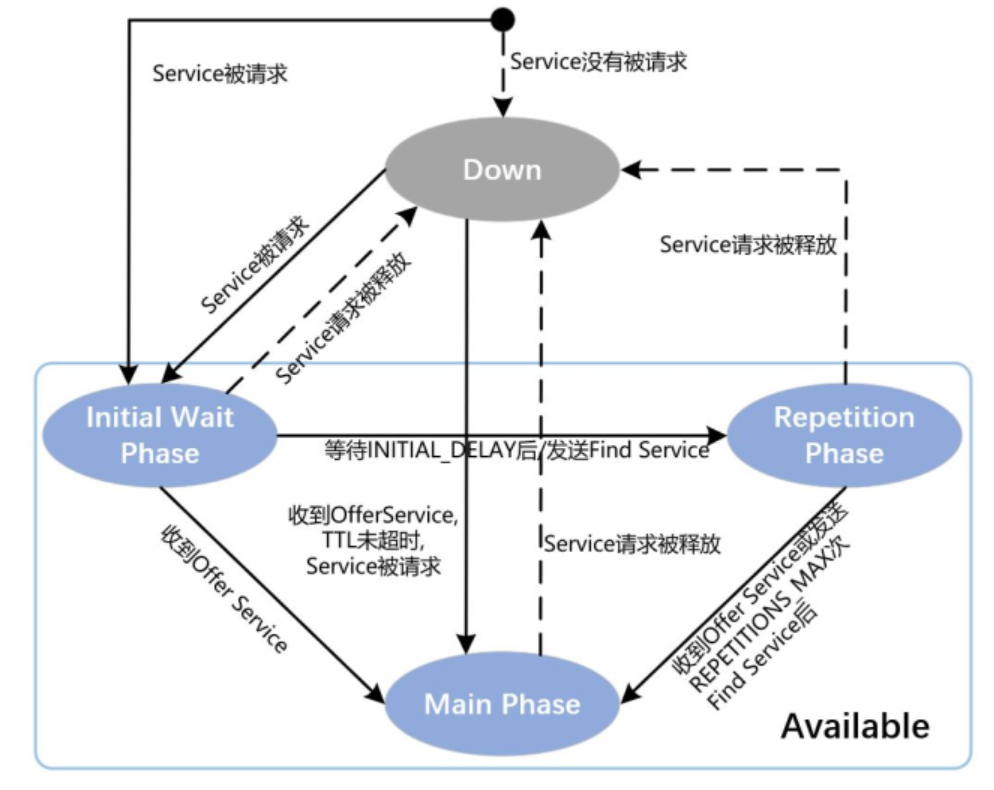 Service被请求
Service没有被请求
Down
Service被请求
Service请求被释放
Service请求被释放
Initial Wait
Phase
Repetition
Phase
等待INITIAL_DELAY后/发送Find Service
收到Offer Service
收到OfferService,
TTL未超时,
Service被请求
Service请求被释放
收到Offer Service或发送
REPETITIONS_MAX次
Find Service后
Main Phase
Available